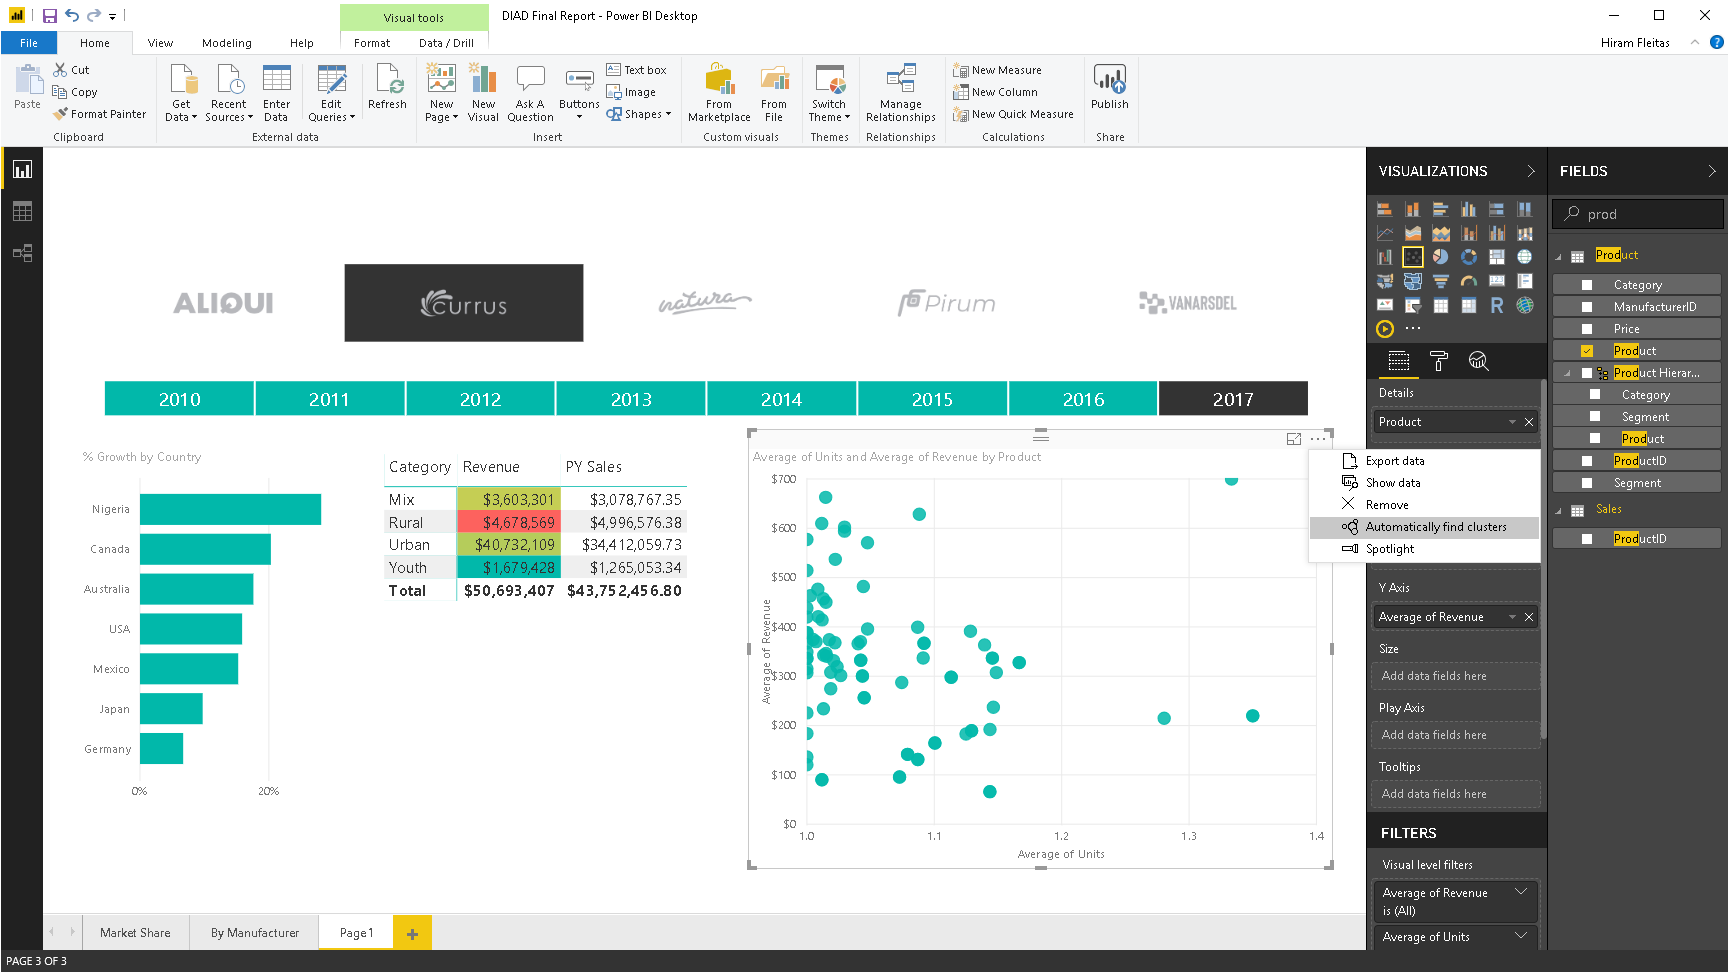 Visual tools
DIAD Final Report - Power BI Desktop
File
Home
View
Modeling
Help
Format
Data / Drill
Hiram Fleitas
Paste
Cut
Copy
Format Painter
Clipboard
Get Data
Recent Sources
Enter Data
Edit Queries
Refresh
External data
New Page
New Visual
Ask A Question
Buttons
Text box
Image
Shapes
Insert
From Marketplace
From File
Custom visuals
Switch Theme
Themes
Manage Relationships
Relationships
New Measure
New Column
New Quick Measure
Calculations
Publish
Share
ALIQUI
currus
natura
Pirum
VANARSDEL
2010 2011 2012 2013 2014 2015 2016 2017
% Growth by Country
Nigeria
Canada
Australia
USA
Mexico
Japan
Germany
0% 20%
Category Revenue PY Sales
Mix $3,603,301 $3,078,767.35
Rural $4,678,569 $4,996,576.38
Urban $40,732,109 $34,412,059.73
Youth $1,679,428 $1,265,053.34
Total $50,693,407 $43,752,456.80
Average of Units and Average of Revenue by Product
Average of Revenue
$700
$600
$500
$400
$300
$200
$100
$0
1.0 1.1 1.2 1.3 1.4
Average of Units
Export data
Show data
Remove
Automatically find clusters
Spotlight
VISUALIZATIONS
R
Details
Product
Y Axis
Average of Revenue
Size
Add data fields here
Play Axis
Add data fields here
Tooltips
Add data fields here
FILTERS
Visual level filters
Average of Revenue
is (All)
Average of Units
FIELDS
prod
Product
Category
ManufacturerID
Price
Product
Product Hierar...
Category
Segment
Product
ProductID
Segment
Sales
ProductID
Market Share
By Manufacturer
Page1
PAGE 3 OF 3